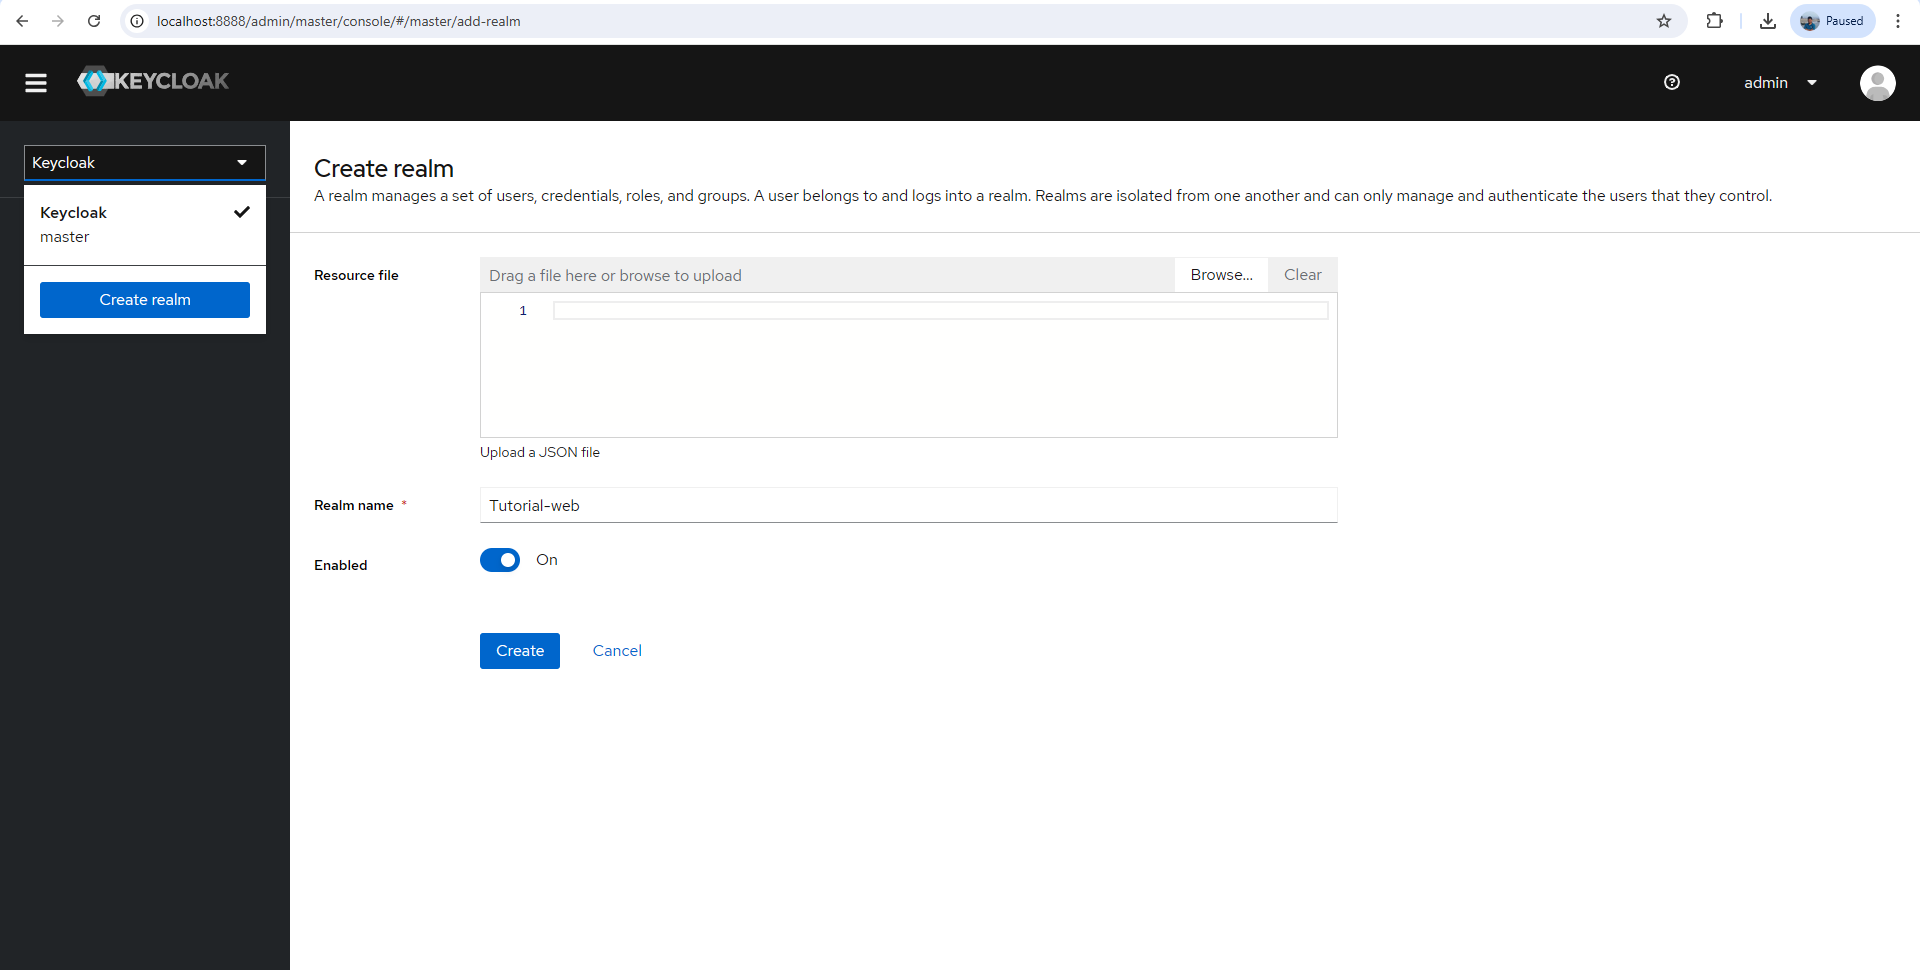 localhost:8888/admin/master/console/#/master/add-realm
Paused
KEYCLOAK
admin
Keycloak
Keycloak
master
Create realm
Create realm
A realm manages a set of users, credentials, roles, and groups. A user belongs to and logs into a realm. Realms are isolated from one another and can only manage and authenticate the users that they control.
Resource file
Drag a file here or browse to upload
Browse...
Clear
1
Upload a JSON file
Realm name *
Tutorial-web
Enabled
On
Create
Cancel